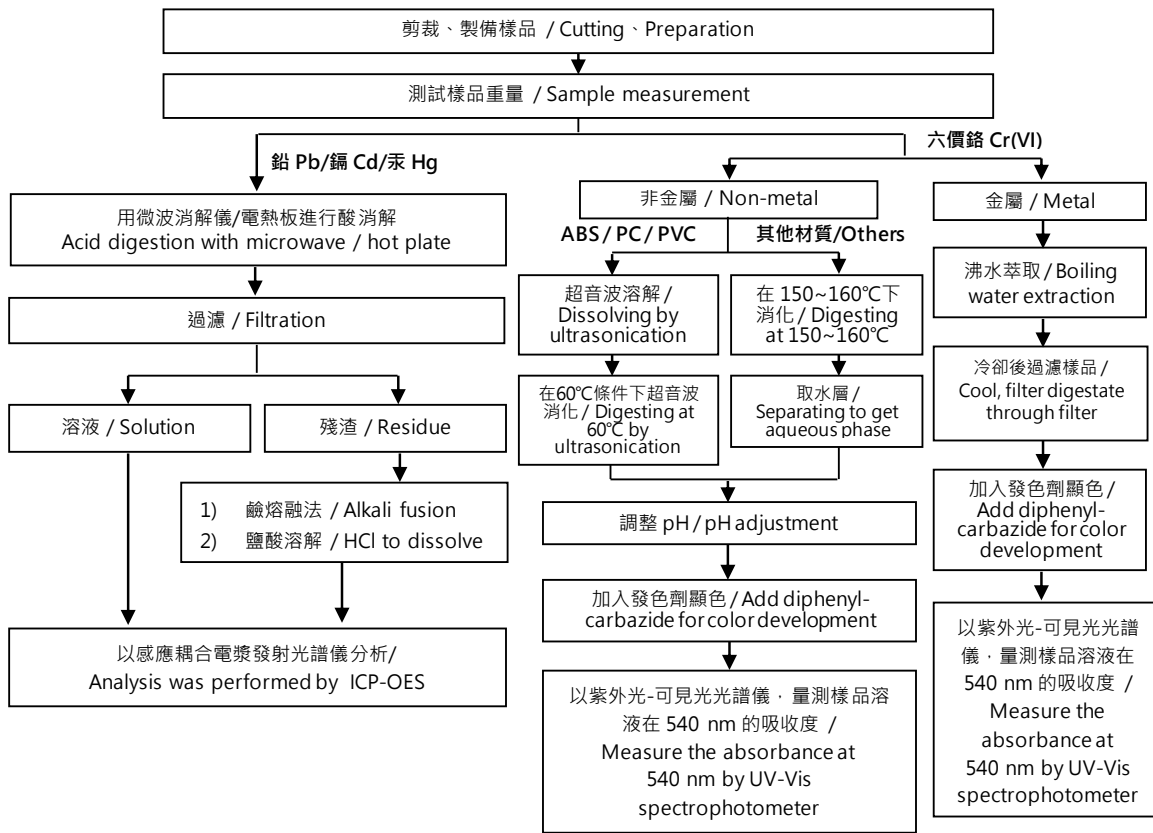 剪裁、製備樣品 / Cutting、Preparation
測試樣品重量 / Sample measurement
鉛 Pb/鎘 Cd/汞 Hg
六價鉻 Cr(VI)
用微波消解儀/電熱板進行酸消解
Acid digestion with microwave / hot plate
過濾 / Filtration
溶液 / Solution
殘渣 / Residue
1) 鹼熔融法 / Alkali fusion
2) 鹽酸溶解 / HCl to dissolve
以感應耦合電漿發射光譜儀分析/
Analysis was performed by ICP-OES
非金屬 / Non-metal
ABS / PC / PVC
其他材質/Others
超音波溶解 /
Dissolving by
ultrasonication
在60℃條件下超音波
消化 / Digesting at
60℃ by
ultrasonication
在 150~160℃下
消化 / Digesting
at 150~160℃
取水層 /
Separating to get
aqueous phase
調整 pH / pH adjustment
加入發色劑顯色 / Add diphenyl-
carbazide for color development
以紫外光-可見光光譜儀，量測樣品溶
液在 540 nm 的吸收度 /
Measure the absorbance at
540 nm by UV-Vis
spectrophotometer
金屬 / Metal
沸水萃取 / Boiling
water extraction
冷卻後過濾樣品 /
Cool, filter digestate
through filter
加入發色劑顯色 /
Add diphenyl-
carbazide for color
development
以紫外光-可見光光譜
儀，量測樣品溶液在
540 nm 的吸收度 /
Measure the
absorbance at
540 nm by UV-Vis
spectrophotometer